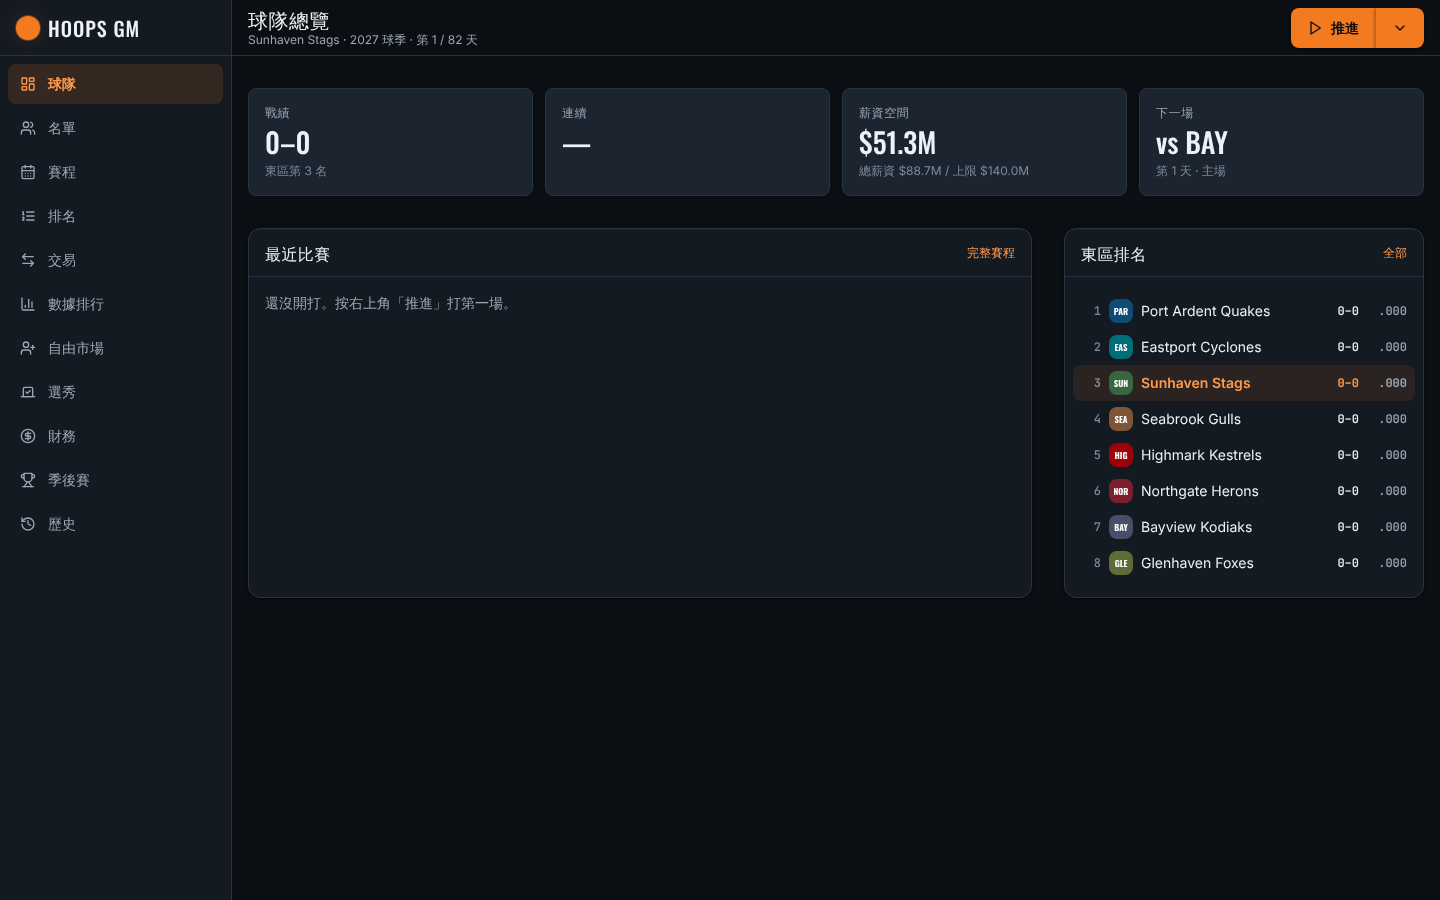 HOOPS GM
球隊
名單
賽程
排名
交易
數據排行
自由市場
選秀
財務
季後賽
歷史
球隊總覽
Sunhaven Stags · 2027 球季 · 第 1 / 82 天
推進
戰績
0–0
東區第 3 名
連續
—
薪資空間
$51.3M
總薪資 $88.7M / 上限 $140.0M
下一場
vs BAY
第 1 天 · 主場
最近比賽
完整賽程
還沒開打。按右上角「推進」打第一場。
東區排名
全部
1 PAR Port Ardent Quakes 0–0 .000
2 EAS Eastport Cyclones 0–0 .000
3 SUN Sunhaven Stags 0–0 .000
4 SEA Seabrook Gulls 0–0 .000
5 HIG Highmark Kestrels 0–0 .000
6 NOR Northgate Herons 0–0 .000
7 BAY Bayview Kodiaks 0–0 .000
8 GLE Glenhaven Foxes 0–0 .000